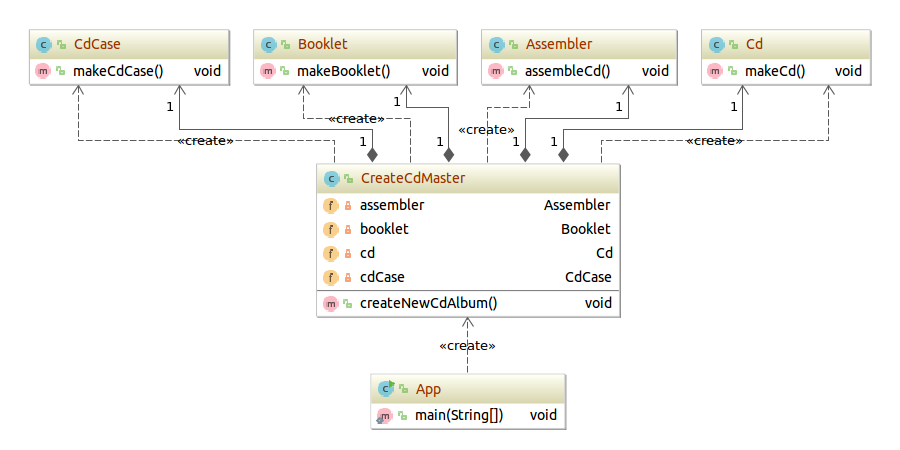 CdCase
makeCdCase() void
Booklet
makeBooklet() void
Assembler
assembleCd() void
Cd
makeCd() void
1
1
1
1
«create»
«create»
«create»
«create»
1
1
1
1
CreateCdMaster
assembler Assembler
booklet Booklet
cd Cd
cdCase CdCase
createNewCdAlbum() void
«create»
App
main(String[]) void